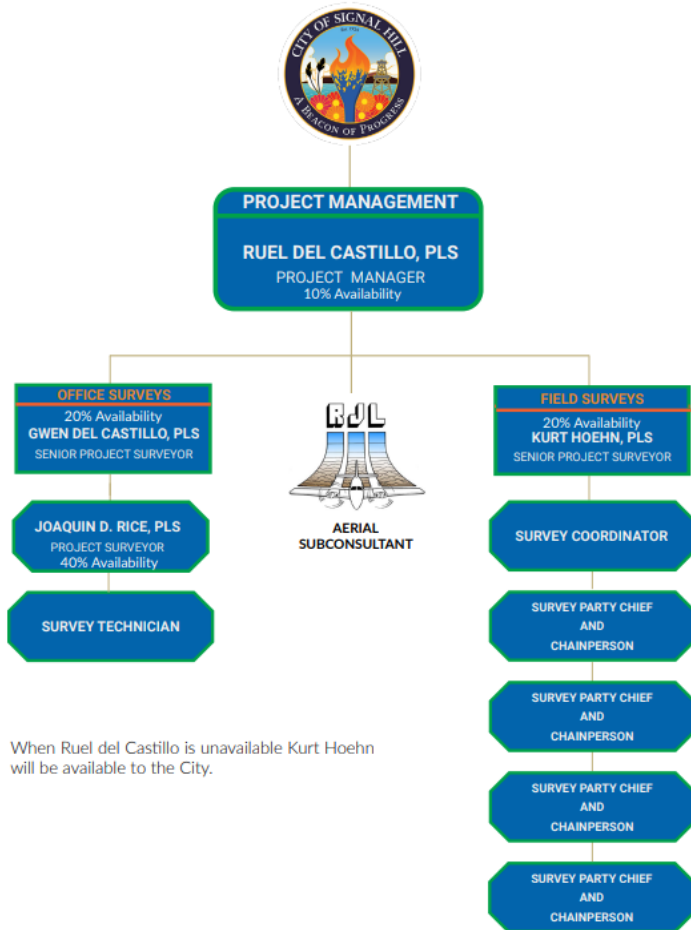 CITY OF SIGNAL HILL
A BEACON OF PROGRESS
PROJECT MANAGEMENT
RUEL DEL CASTILLO, PLS
PROJECT MANAGER
10% Availability
OFFICE SURVEYS
20% Availability
GWEN DEL CASTILLO, PLS
SENIOR PROJECT SURVEYOR
JOAQUIN D. RICE, PLS
PROJECT SURVEYOR
40% Availability
SURVEY TECHNICIAN
RJL
AERIAL
SUBCONSULTANT
FIELD SURVEYS
20% Availability
KURT HOEHN, PLS
SENIOR PROJECT SURVEYOR
SURVEY COORDINATOR
SURVEY PARTY CHIEF
AND
CHAINPERSON
SURVEY PARTY CHIEF
AND
CHAINPERSON
SURVEY PARTY CHIEF
AND
CHAINPERSON
SURVEY PARTY CHIEF
AND
CHAINPERSON
When Ruel del Castillo is unavailable Kurt Hoehn
will be available to the City.